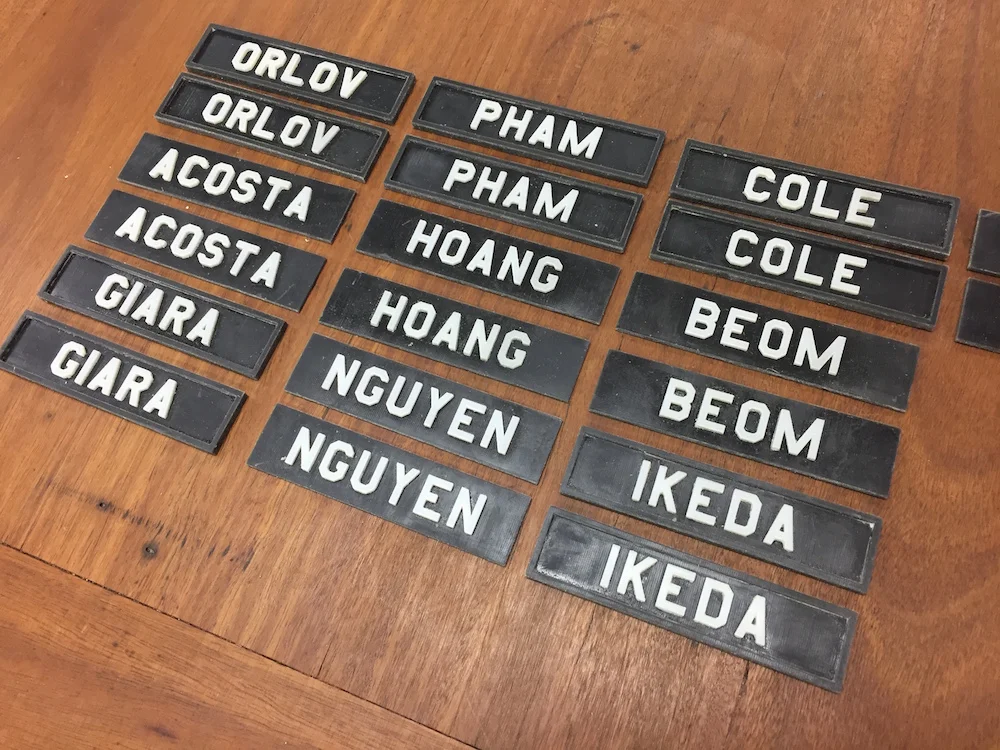 ORLOV
ORLOV
ACOSTA
ACOSTA
GIARA
GIARA
PHAM
PHAM
HOANG
HOANG
NGUYEN
NGUYEN
COLE
COLE
BEOM
BEOM
IKEDA
IKEDA